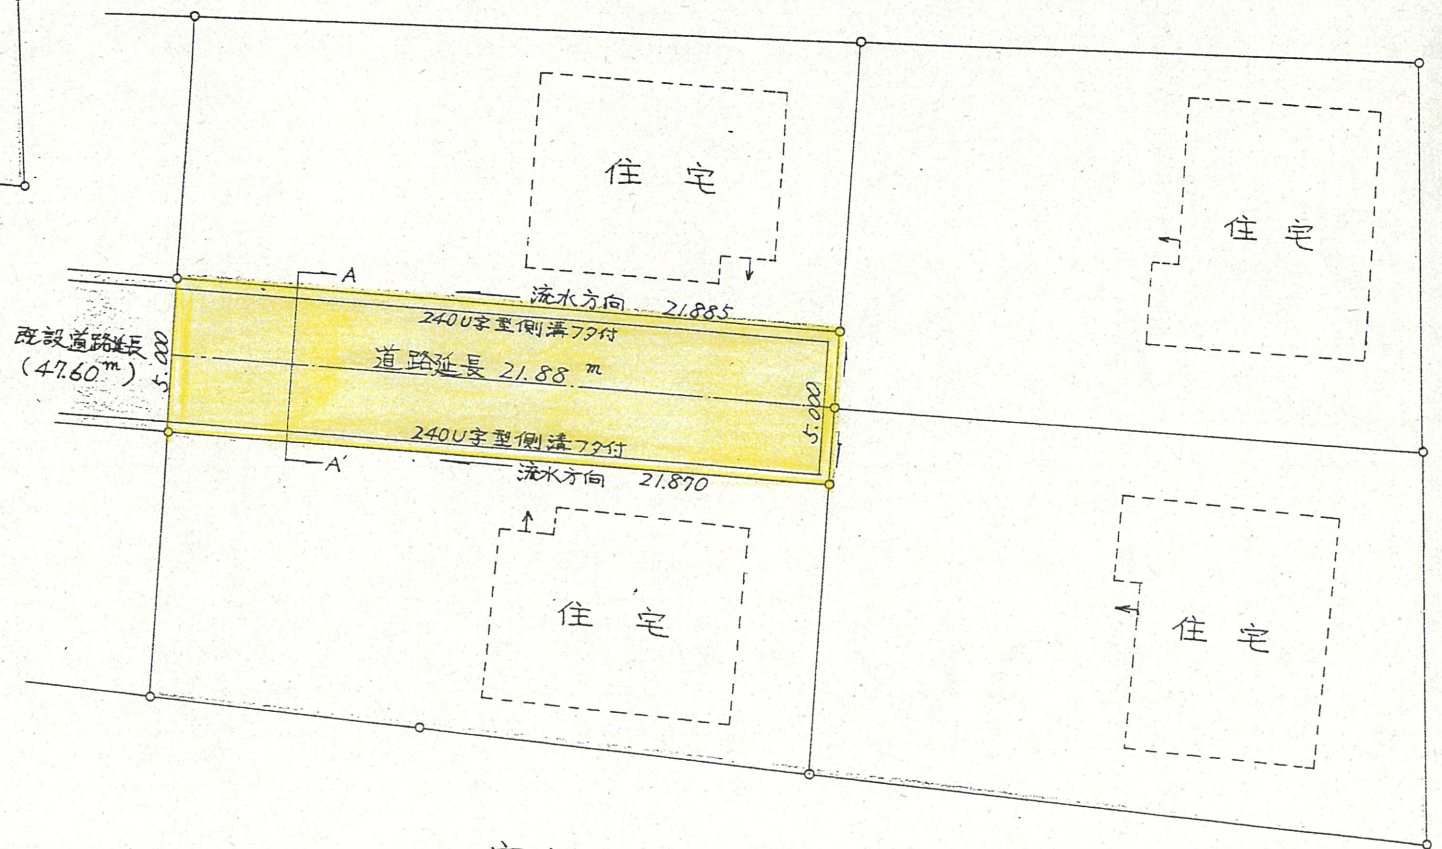 住宅
住宅
A
流水方向 21.885
240U字型側溝フタ付
既設道路延長
(47.60m)
5.000
道路延長 21.88m
5.000
240U字型側溝フタ付
A'
流水方向 21.870
住宅
住宅